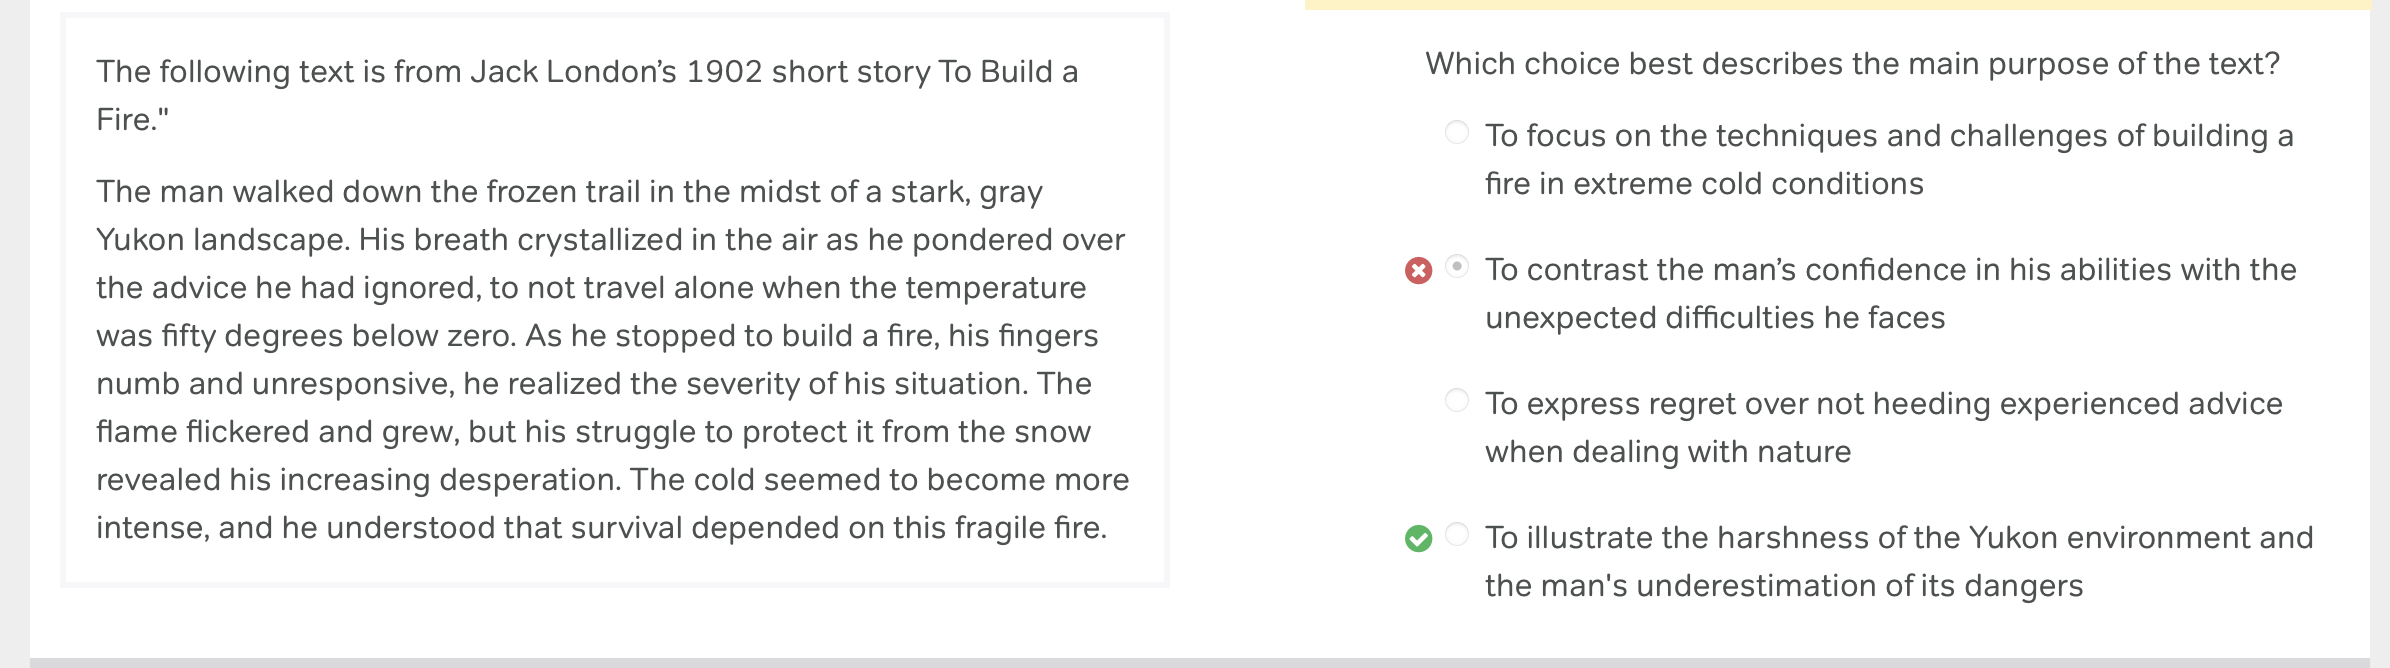 The following text is from Jack London’s 1902 short story To Build a
Fire."
The man walked down the frozen trail in the midst of a stark, gray
Yukon landscape. His breath crystallized in the air as he pondered over
the advice he had ignored, to not travel alone when the temperature
was fifty degrees below zero. As he stopped to build a fire, his fingers
numb and unresponsive, he realized the severity of his situation. The
flame flickered and grew, but his struggle to protect it from the snow
revealed his increasing desperation. The cold seemed to become more
intense, and he understood that survival depended on this fragile fire.
Which choice best describes the main purpose of the text?
To focus on the techniques and challenges of building a
fire in extreme cold conditions
To contrast the man’s confidence in his abilities with the
unexpected difficulties he faces
To express regret over not heeding experienced advice
when dealing with nature
To illustrate the harshness of the Yukon environment and
the man's underestimation of its dangers